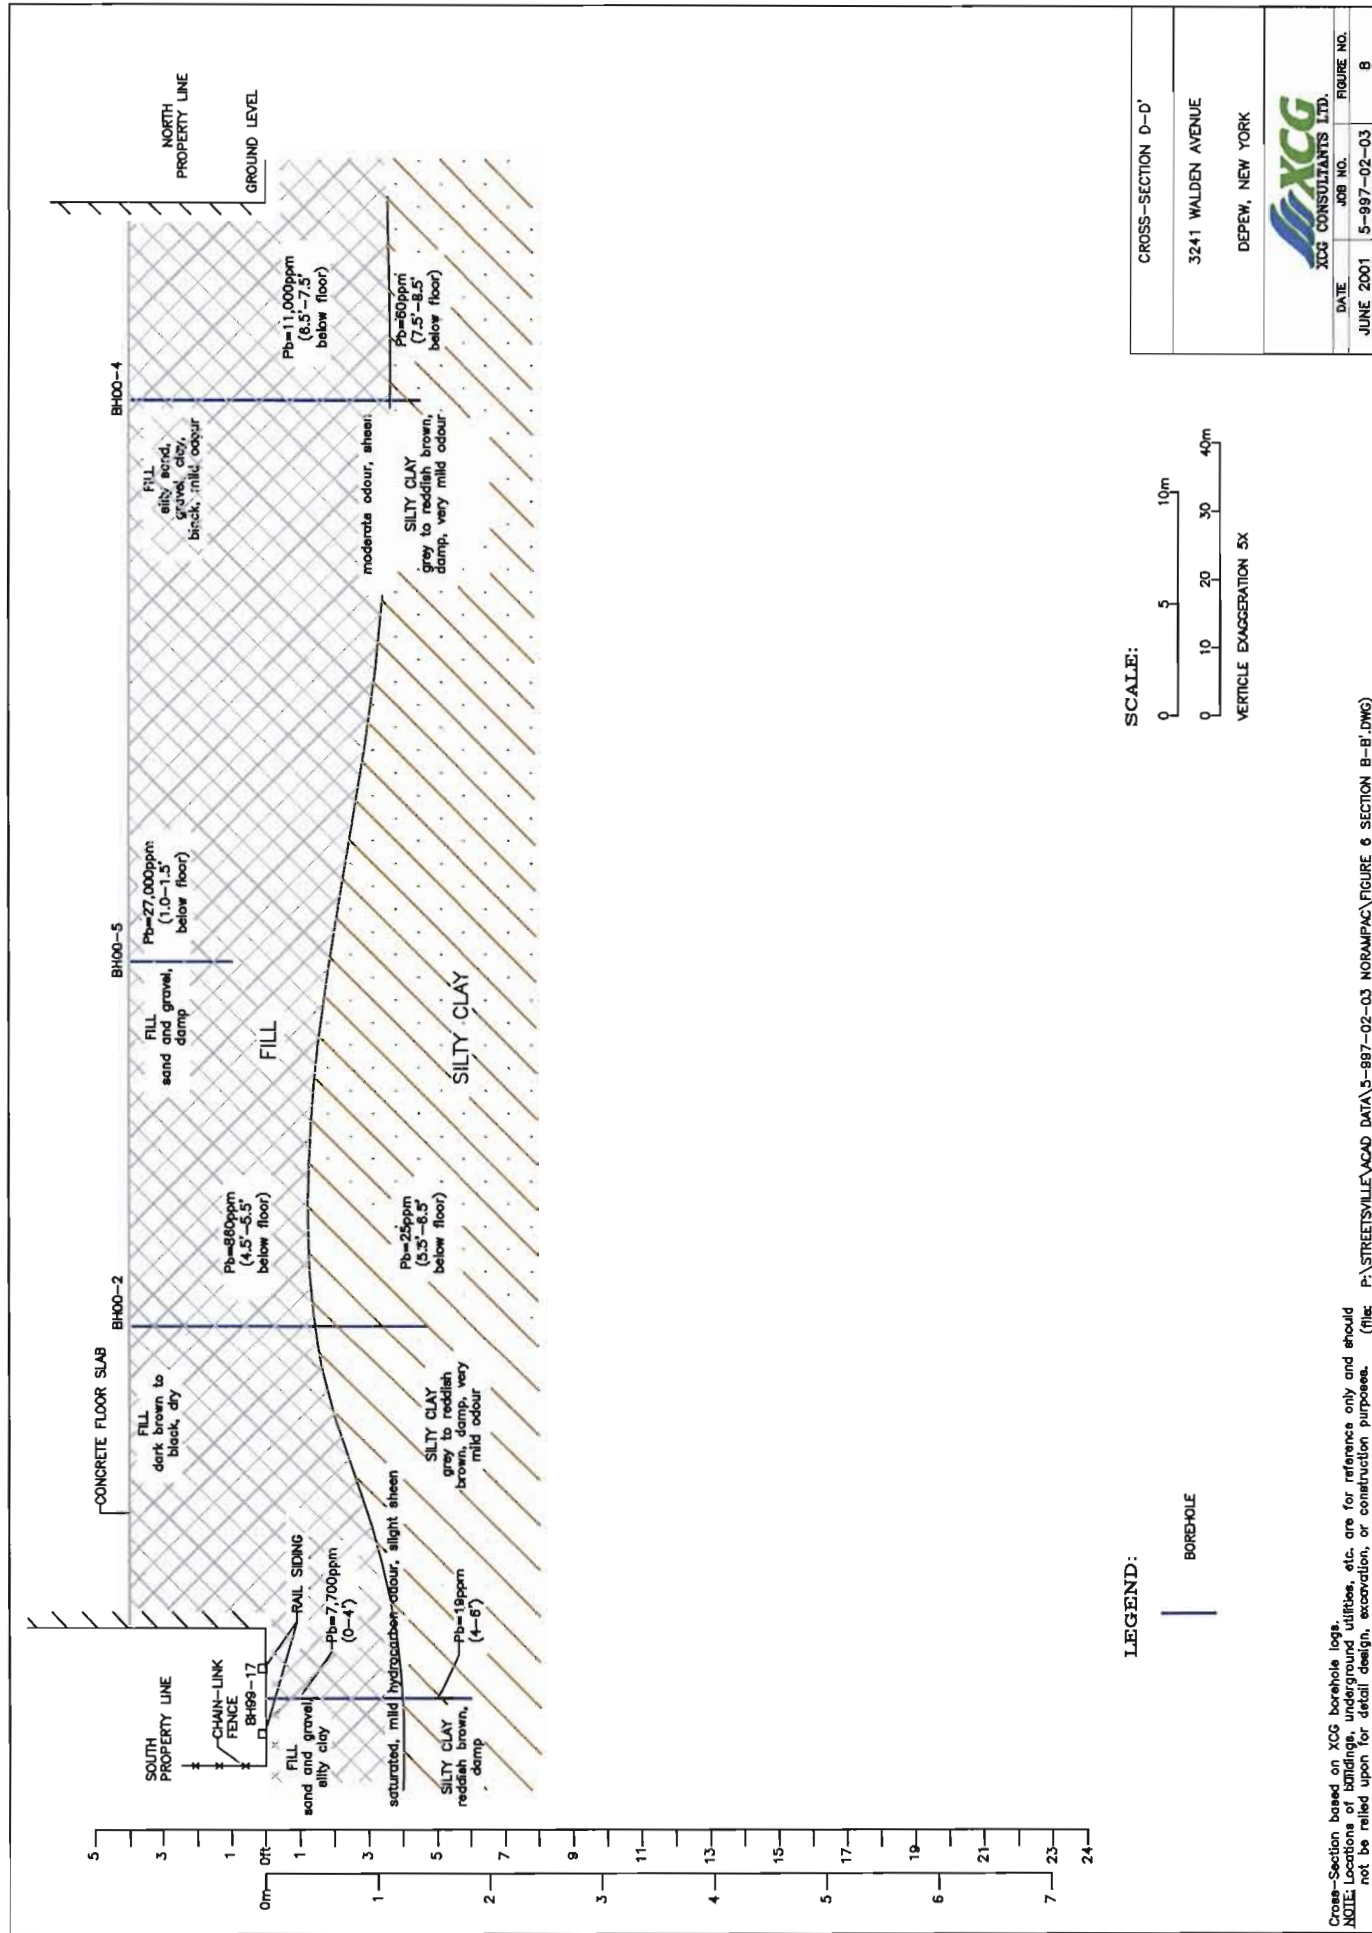 SOUTH
PROPERTY LINE
CHAIN-LINK
FENCE
BH99-17
RAIL SIDING
CONCRETE FLOOR SLAB
BH00-2
BH00-5
BH00-4
NORTH
PROPERTY LINE
GROUND LEVEL
FILL
sand and gravel,
silty clay
Pb=7,700ppm
(0-4')
FILL
dark brown to
black, dry
Pb=860ppm
(4.5'-5.5'
below floor)
FILL
sand and gravel,
damp
Pb=27,000ppm
(1.0-1.5'
below floor)
FILL
silty sand,
gravel, clay,
black, mild odour
Pb=11,000ppm
(6.5'-7.5'
below floor)
FILL
saturated, mild hydrocarbon odour, slight sheen
moderate odour, sheen
SILTY CLAY
reddish brown,
damp
Pb=19ppm
(4-6')
SILTY CLAY
grey to reddish
brown, damp, very
mild odour
Pb=25ppm
(5.5'-6.5'
below floor)
SILTY CLAY
SILTY CLAY
grey to reddish brown,
damp, very mild odour
Pb=60ppm
(7.5'-8.5'
below floor)
5
3
1
0ft
1
3
5
7
9
11
13
15
17
19
21
23
24
0m
1
2
3
4
5
6
7
LEGEND:
BOREHOLE
SCALE:
0 5 10m
0 10 20 30 40m
VERTICLE EXAGGERATION 5X
CROSS-SECTION D-D'
3241 WALDEN AVENUE
DEPEW, NEW YORK
XCG
XCG CONSULTANTS LTD.
DATE JOB NO. FIGURE NO.
JUNE 2001 5-997-02-03 8
Cross-Section based on XCG borehole logs.
NOTE: Locations of buildings, underground utilities, etc. are for reference only and should
not be relied upon for detail design, excavation, or construction purposes. (file: P:\STREETSVILLE\ACAD DATA\5-997-02-03 NORAMPAC\FIGURE 6 SECTION B-B'.DWG)